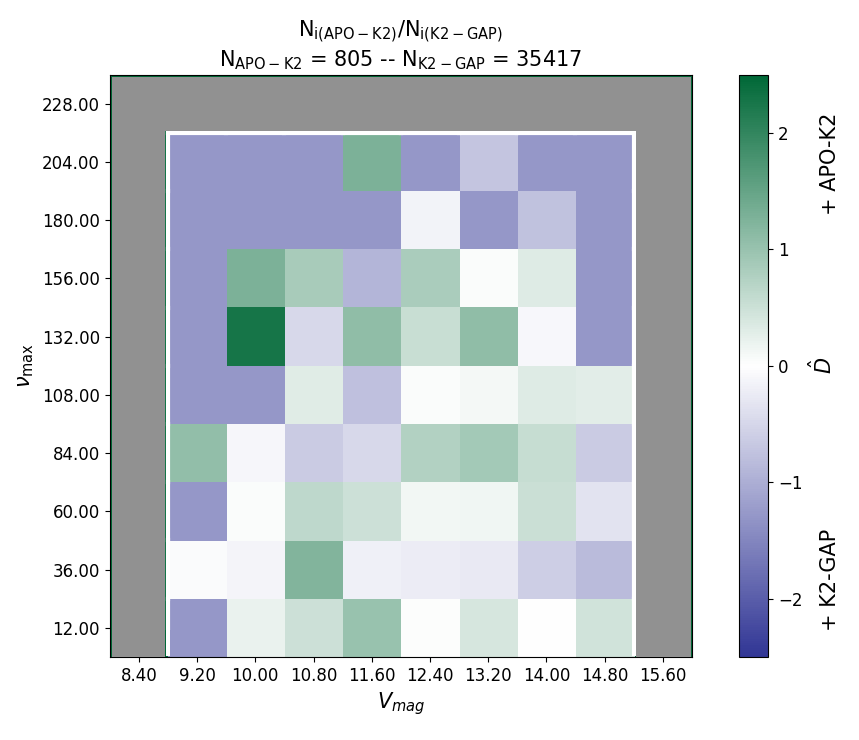 Nᵢ₍APO−K2₎/Nᵢ₍K2−GAP₎
N_APO−K2 = 805 -- N_K2−GAP = 35417
228.00
204.00
180.00
156.00
132.00
108.00
84.00
60.00
36.00
12.00
ν_max
8.40 9.20 10.00 10.80 11.60 12.40 13.20 14.00 14.80 15.60
V_mag
2
1
0
−1
−2
+ APO-K2
D̂
+ K2-GAP